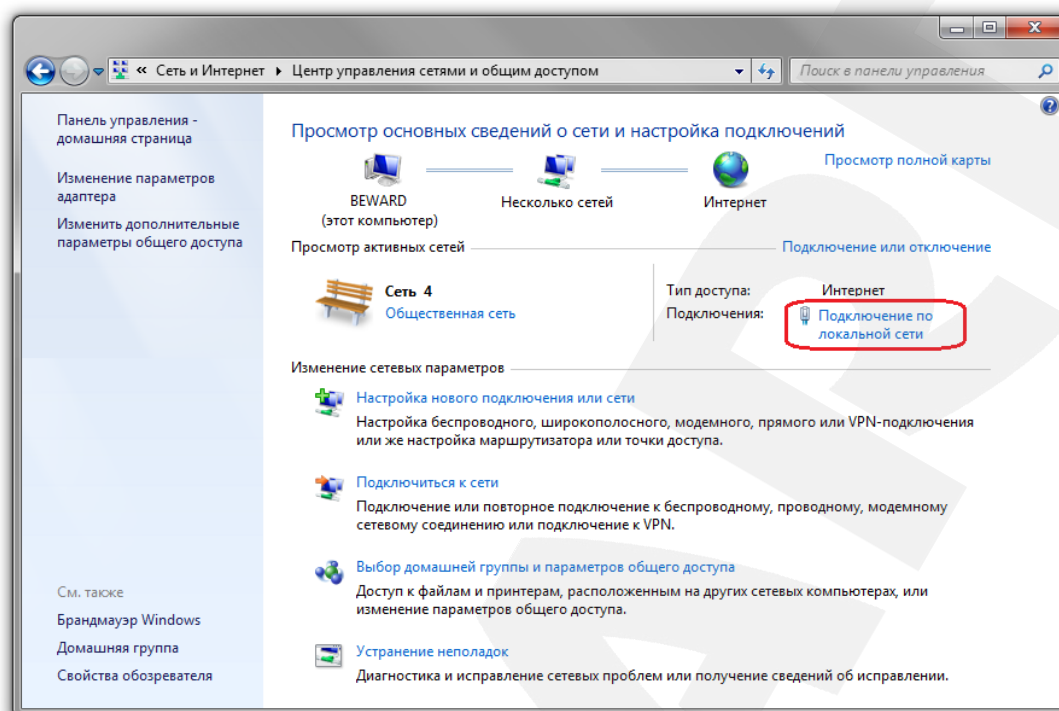 « Сеть и Интернет ▸ Центр управления сетями и общим доступом
Поиск в панели управления
Панель управления -
домашняя страница
Изменение параметров
адаптера
Изменить дополнительные
параметры общего доступа
См. также
Брандмауэр Windows
Домашняя группа
Свойства обозревателя
Просмотр основных сведений о сети и настройка подключений
Просмотр полной карты
BEWARD
(этот компьютер)
Несколько сетей
Интернет
Просмотр активных сетей
Подключение или отключение
Сеть 4
Общественная сеть
Тип доступа: Интернет
Подключения: Подключение по
локальной сети
Изменение сетевых параметров
Настройка нового подключения или сети
Настройка беспроводного, широкополосного, модемного, прямого или VPN-подключения
или же настройка маршрутизатора или точки доступа.
Подключиться к сети
Подключение или повторное подключение к беспроводному, проводному, модемному
сетевому соединению или подключение к VPN.
Выбор домашней группы и параметров общего доступа
Доступ к файлам и принтерам, расположенным на других сетевых компьютерах, или
изменение параметров общего доступа.
Устранение неполадок
Диагностика и исправление сетевых проблем или получение сведений об исправлении.